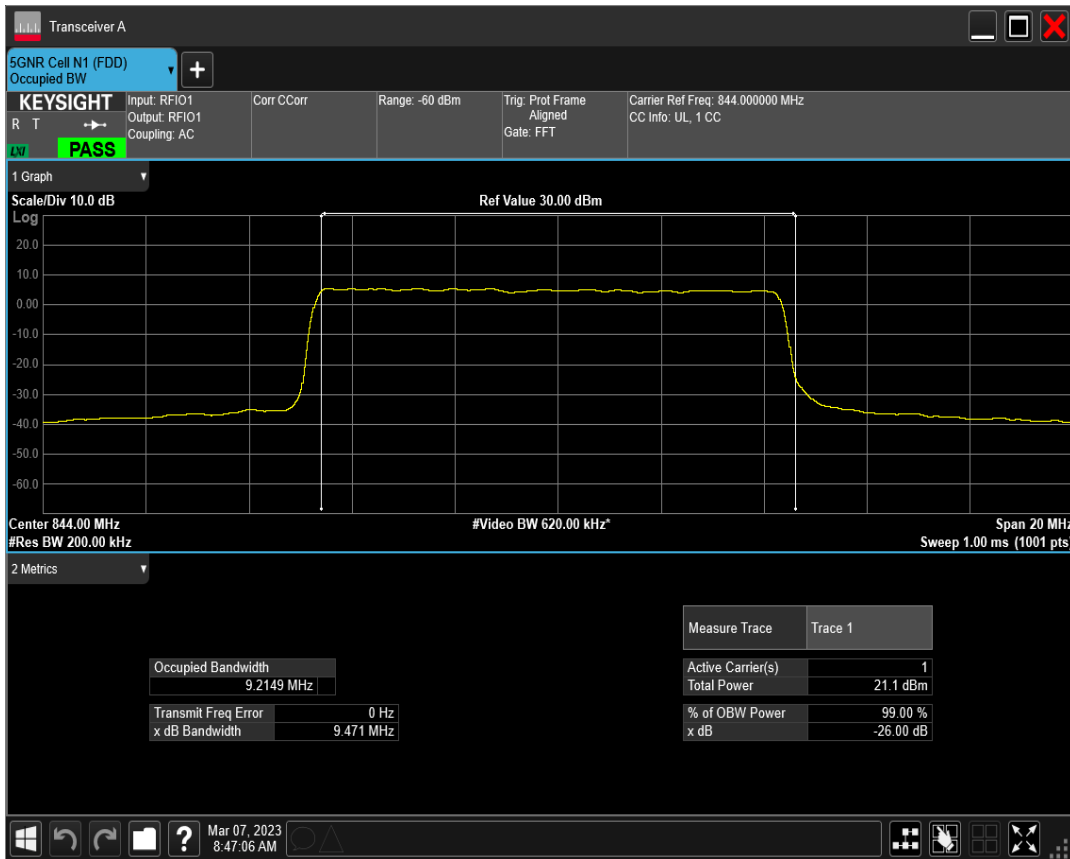 Transceiver A
5GNR Cell N1 (FDD)
Occupied BW
KEYSIGHT
R T
LXI
PASS
Input: RFIO1
Output: RFIO1
Coupling: AC
Corr CCorr
Range: -60 dBm
Trig: Prot Frame
Aligned
Gate: FFT
Carrier Ref Freq: 844.000000 MHz
CC Info: UL, 1 CC
1 Graph
Scale/Div 10.0 dB
Ref Value 30.00 dBm
Log
20.0
10.0
0.00
-10.0
-20.0
-30.0
-40.0
-50.0
-60.0
Center 844.00 MHz
#Video BW 620.00 kHz*
Span 20 MHz
#Res BW 200.00 kHz
Sweep 1.00 ms (1001 pts)
2 Metrics
Measure Trace Trace 1
Occupied Bandwidth
9.2149 MHz
Transmit Freq Error 0 Hz
x dB Bandwidth 9.471 MHz
Active Carrier(s) 1
Total Power 21.1 dBm
% of OBW Power 99.00 %
x dB -26.00 dB
?
Mar 07, 2023
8:47:06 AM